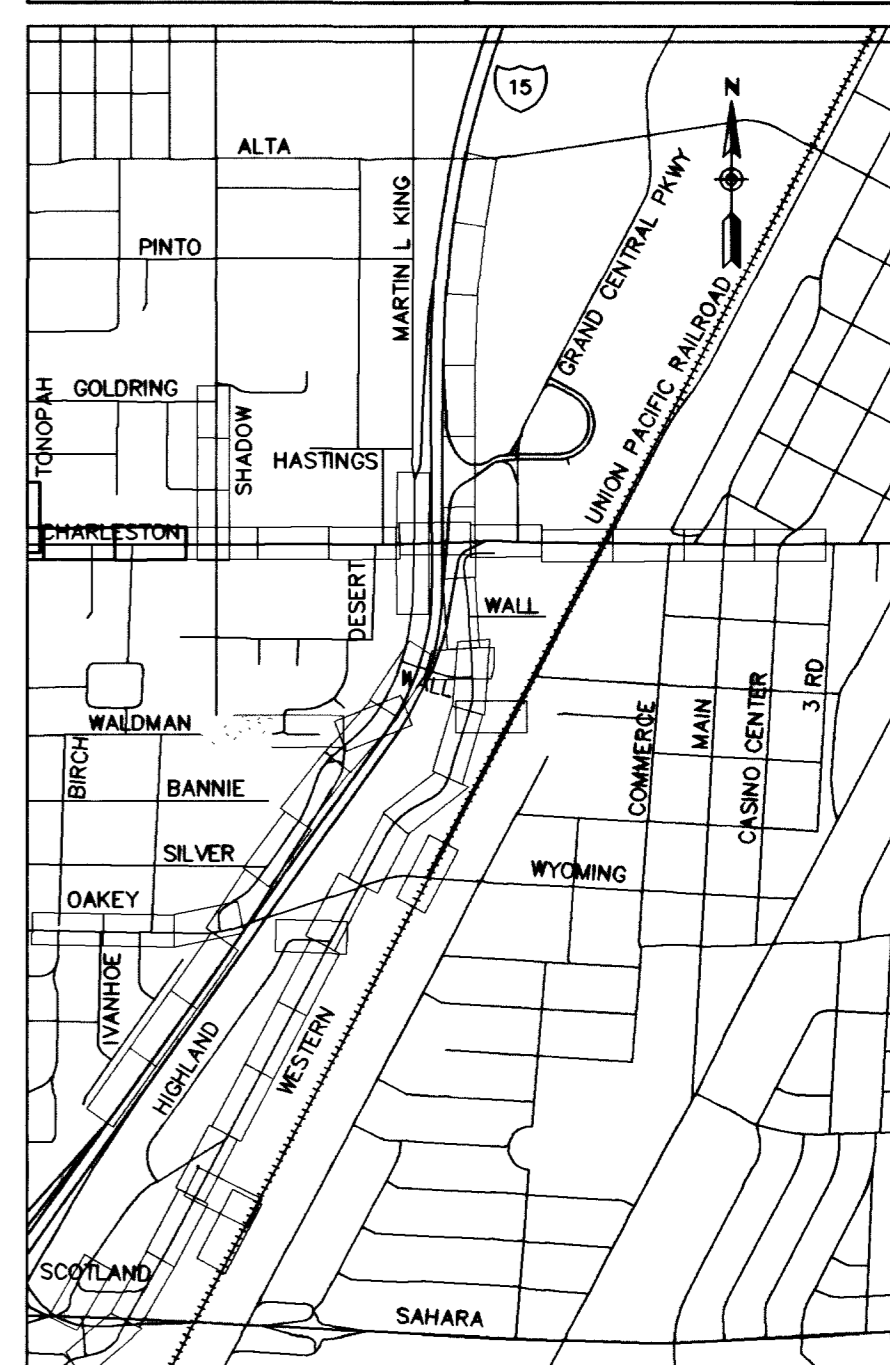 15
N
ALTA
MARTIN L KING
GRAND CENTRAL PKWY
PINTO
UNION PACIFIC RAILROAD
TONOPAH
GOLDRING
SHADOW
HASTINGS
CHARLESTON
DESERT
WALL
WALDMAN
BIRCH
COMMERCE
MAIN
CASINO CENTER
3 RD
BANNIE
SILVER
WYOMING
OAKEY
IVANHOE
HIGHLAND
WESTERN
SCOTLAND
SAHARA